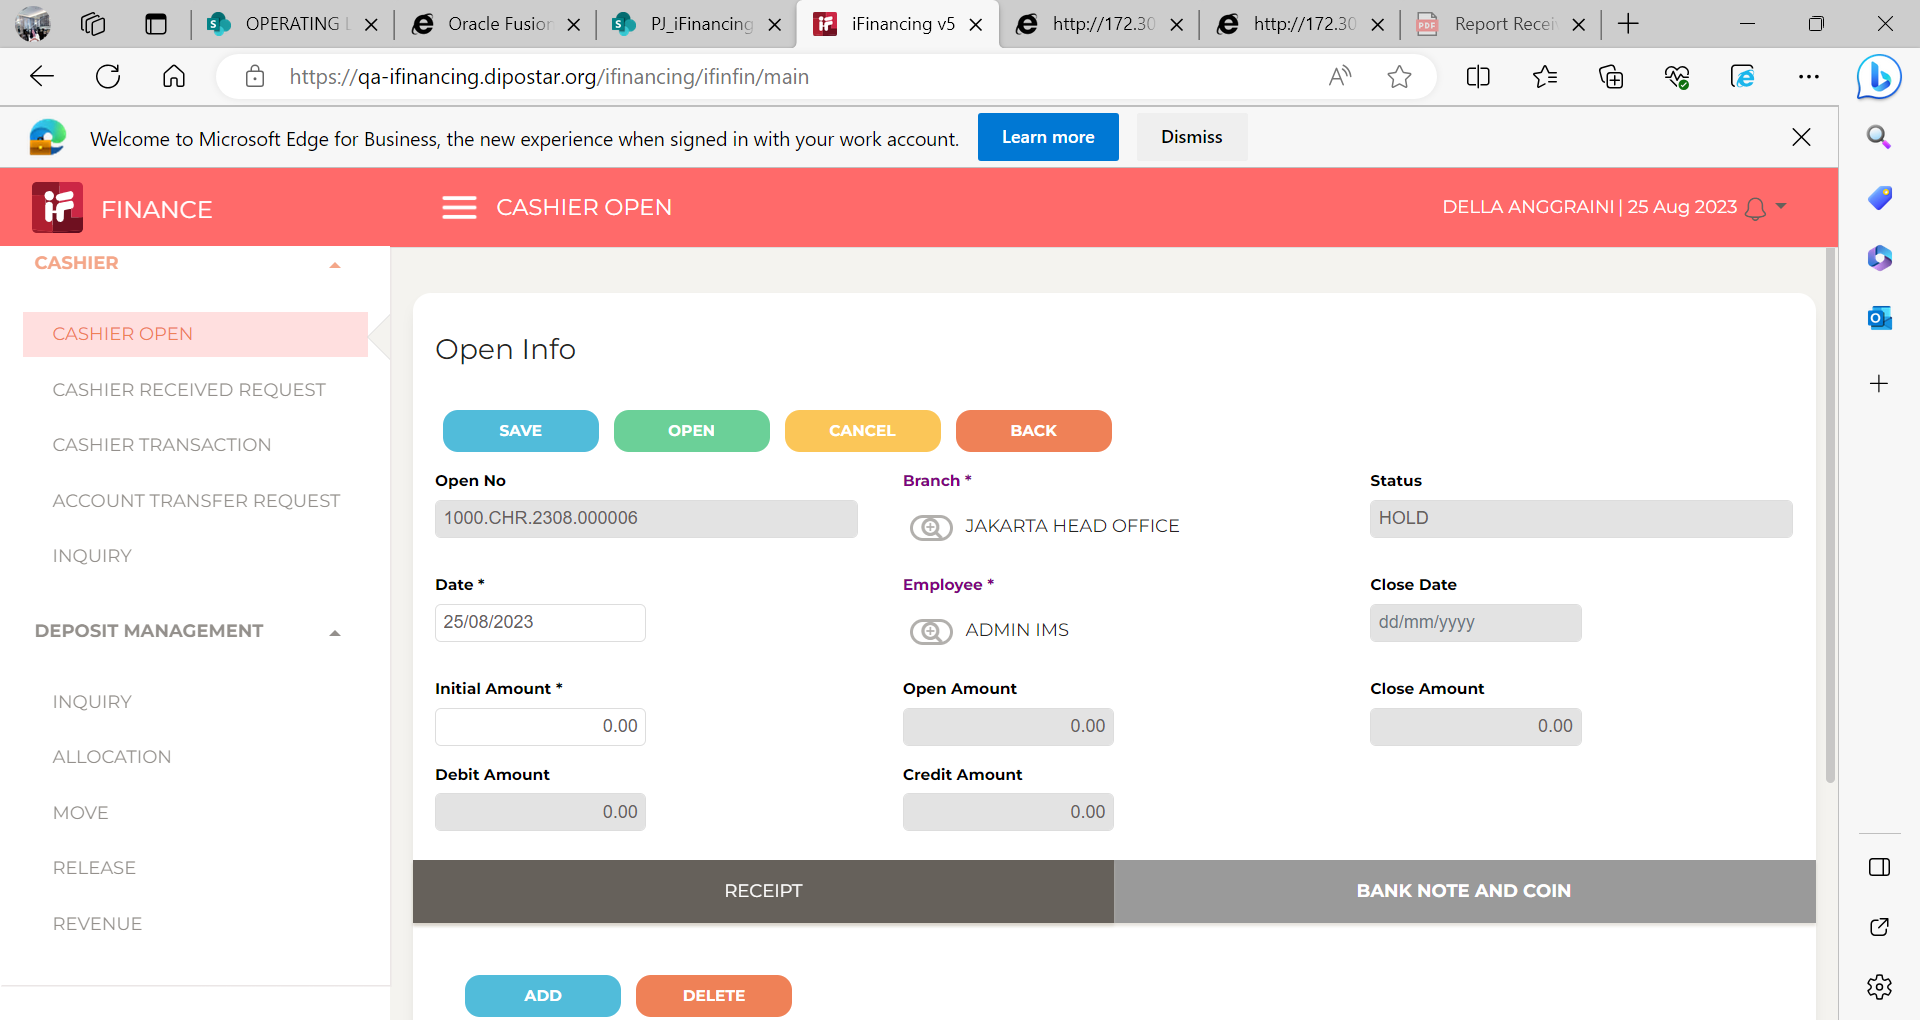 OPERATING
Oracle Fusion
PJ_iFinancing
iFinancing v5
http://172.30
http://172.30
PDF
Report Recei
https://qa-ifinancing.dipostar.org/ifinancing/ifinfin/main
Welcome to Microsoft Edge for Business, the new experience when signed in with your work account.
Learn more
Dismiss
iF
FINANCE
CASHIER OPEN
DELLA ANGGRAINI | 25 Aug 2023
CASHIER
CASHIER OPEN
CASHIER RECEIVED REQUEST
CASHIER TRANSACTION
ACCOUNT TRANSFER REQUEST
INQUIRY
DEPOSIT MANAGEMENT
INQUIRY
ALLOCATION
MOVE
RELEASE
REVENUE
Open Info
SAVE
OPEN
CANCEL
BACK
Open No
Branch *
Status
1000.CHR.2308.000006
JAKARTA HEAD OFFICE
HOLD
Date *
Employee *
Close Date
25/08/2023
ADMIN IMS
dd/mm/yyyy
Initial Amount *
Open Amount
Close Amount
0.00
0.00
0.00
Debit Amount
Credit Amount
0.00
0.00
RECEIPT
BANK NOTE AND COIN
ADD
DELETE